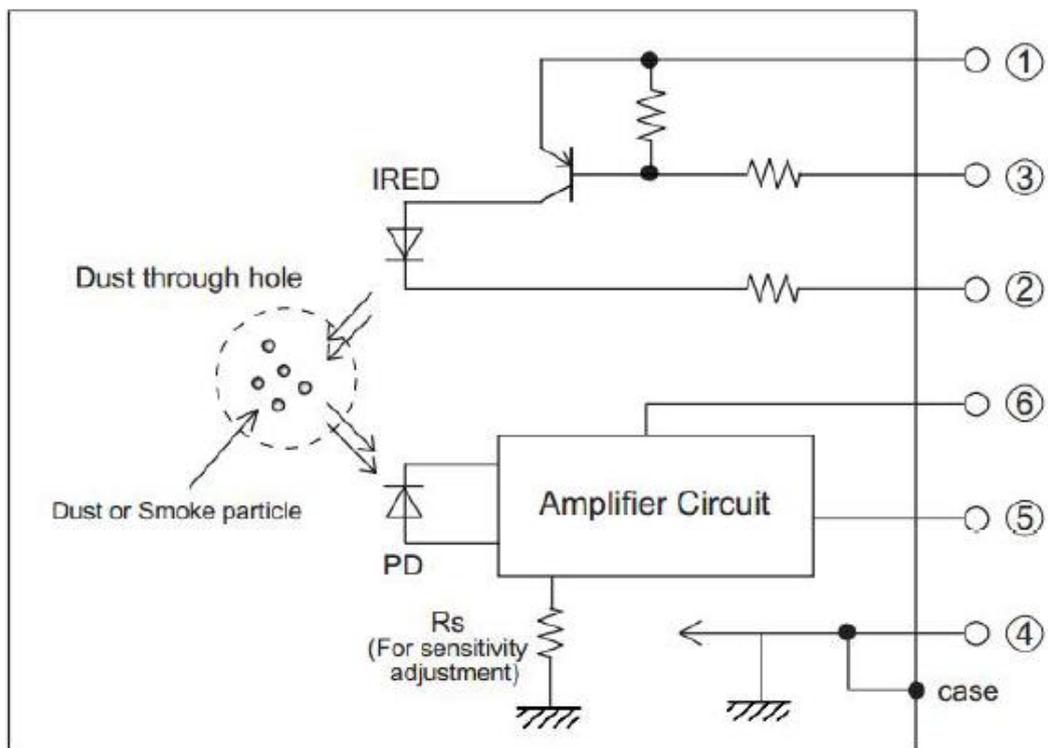 ①
③
IRED
②
Dust through hole
⑥
Amplifier Circuit
Dust or Smoke particle
⑤
PD
Rs
(For sensitivity
adjustment)
④
case